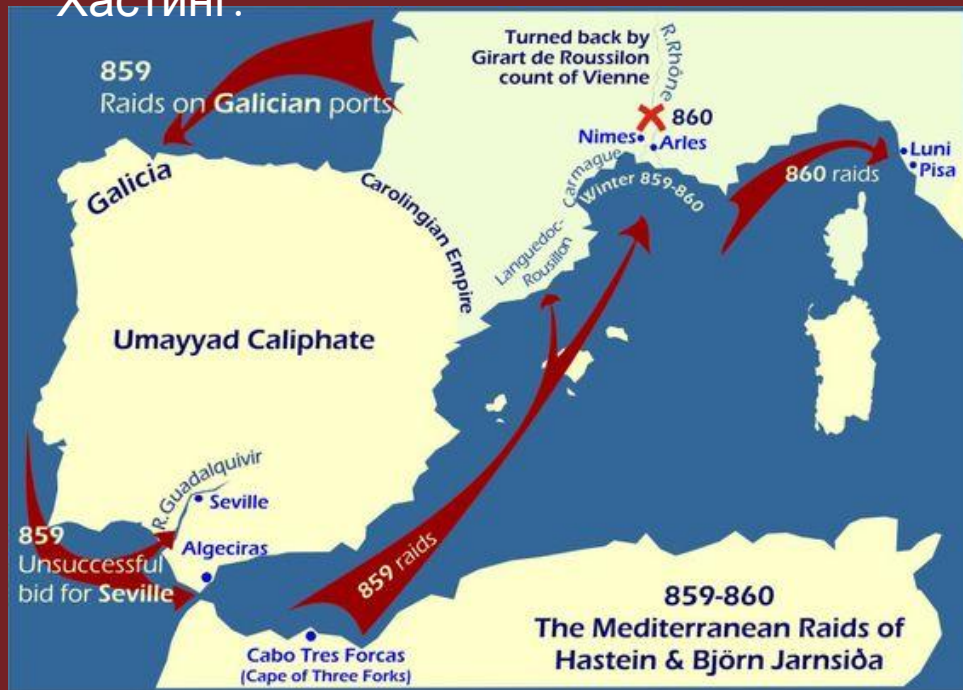 Хастинг.
859
Raids on Galician ports
Turned back by
Girart de Roussilon
count of Vienne
R.Rhône
860
Nimes
Arles
Luni
Pisa
860 raids
Galicia
Carolingian Empire
Camargue
Winter 859-860
Languedoc-
Rousillon
Umayyad Caliphate
R.Guadalquivir
Seville
859
Unsuccessful
bid for Seville
Algeciras
859 raids
Cabo Tres Forcas
(Cape of Three Forks)
859-860
The Mediterranean Raids of
Hastein & Björn Jarnsiða